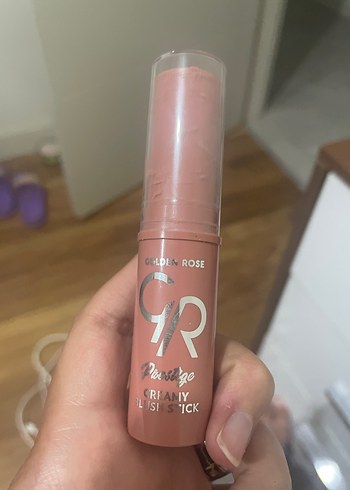 GOLDEN ROSE
GR
Prestige
CREAMY
BLUSH STICK